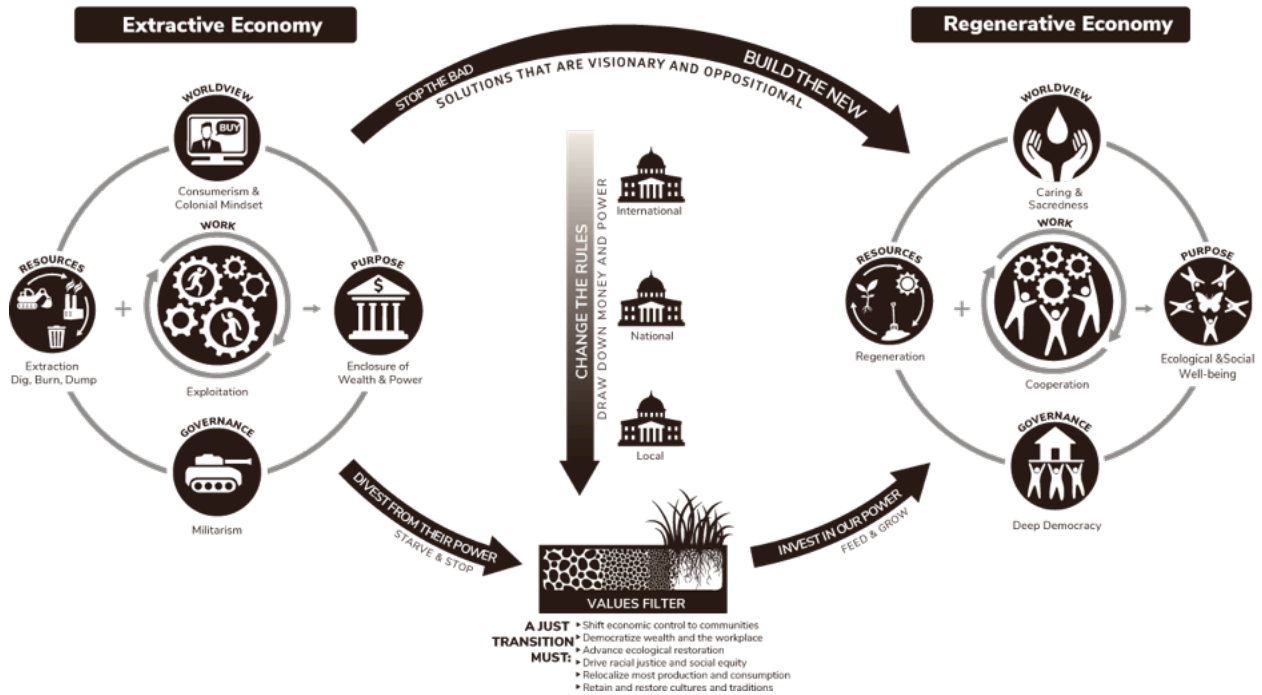 Extractive Economy
Regenerative Economy
STOP THE BAD
BUILD THE NEW
SOLUTIONS THAT ARE VISIONARY AND OPPOSITIONAL
WORLDVIEW
BUY
Consumerism &
Colonial Mindset
WORK
Exploitation
RESOURCES
Extraction
Dig, Burn, Dump
+
PURPOSE
$
Enclosure of
Wealth & Power
GOVERNANCE
Militarism
CHANGE THE RULES
DRAW DOWN MONEY AND POWER
International
National
Local
WORLDVIEW
Caring &
Sacredness
WORK
Cooperation
RESOURCES
Regeneration
+
PURPOSE
Ecological &Social
Well-being
GOVERNANCE
Deep Democracy
DIVEST FROM THEIR POWER
STARVE & STOP
INVEST IN OUR POWER
FEED & GROW
VALUES FILTER
A JUST
TRANSITION
MUST:
Shift economic control to communities
Democratize wealth and the workplace
Advance ecological restoration
Drive racial justice and social equity
Relocalize most production and consumption
Retain and restore cultures and traditions